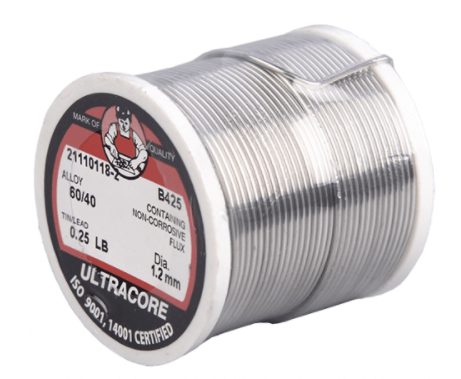 MARK OF QUALITY
21110118-2
B425
ALLOY
60/40
CONTAINING
NON-CORROSIVE
FLUX
TIN/LEAD
0.25 LB
Dia.
1.2 mm
ULTRACORE
ISO 9001, 14001 CERTIFIED